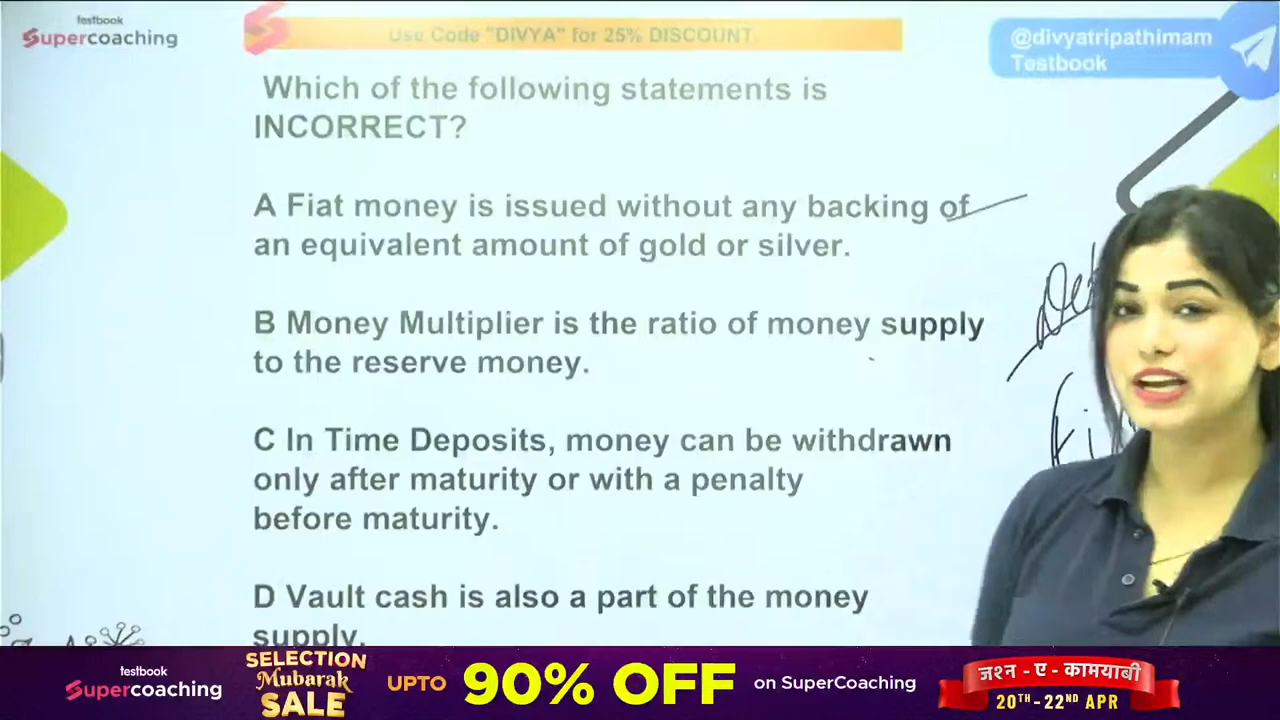 testbook
Supercoaching
Use Code "DIVYA" for 25% DISCOUNT.
@divyatripathimam
Testbook
Which of the following statements is
INCORRECT?
A Fiat money is issued without any backing of
an equivalent amount of gold or silver.
B Money Multiplier is the ratio of money supply
to the reserve money.
C In Time Deposits, money can be withdrawn
only after maturity or with a penalty
before maturity.
D Vault cash is also a part of the money
supply.
testbook
Supercoaching
SELECTION
Mubarak
SALE
UPTO 90% OFF on SuperCoaching
जश्न - ए - कामयाबी
20TH-22ND APR